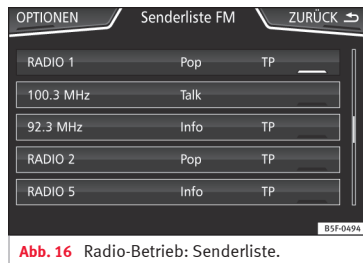 OPTIONEN Senderliste FM ZURÜCK
RADIO 1 Pop TP
100.3 MHz Talk
92.3 MHz Info TP
RADIO 2 Pop TP
RADIO 5 Info TP
B5F-0494
Abb. 16 Radio-Betrieb: Senderliste.